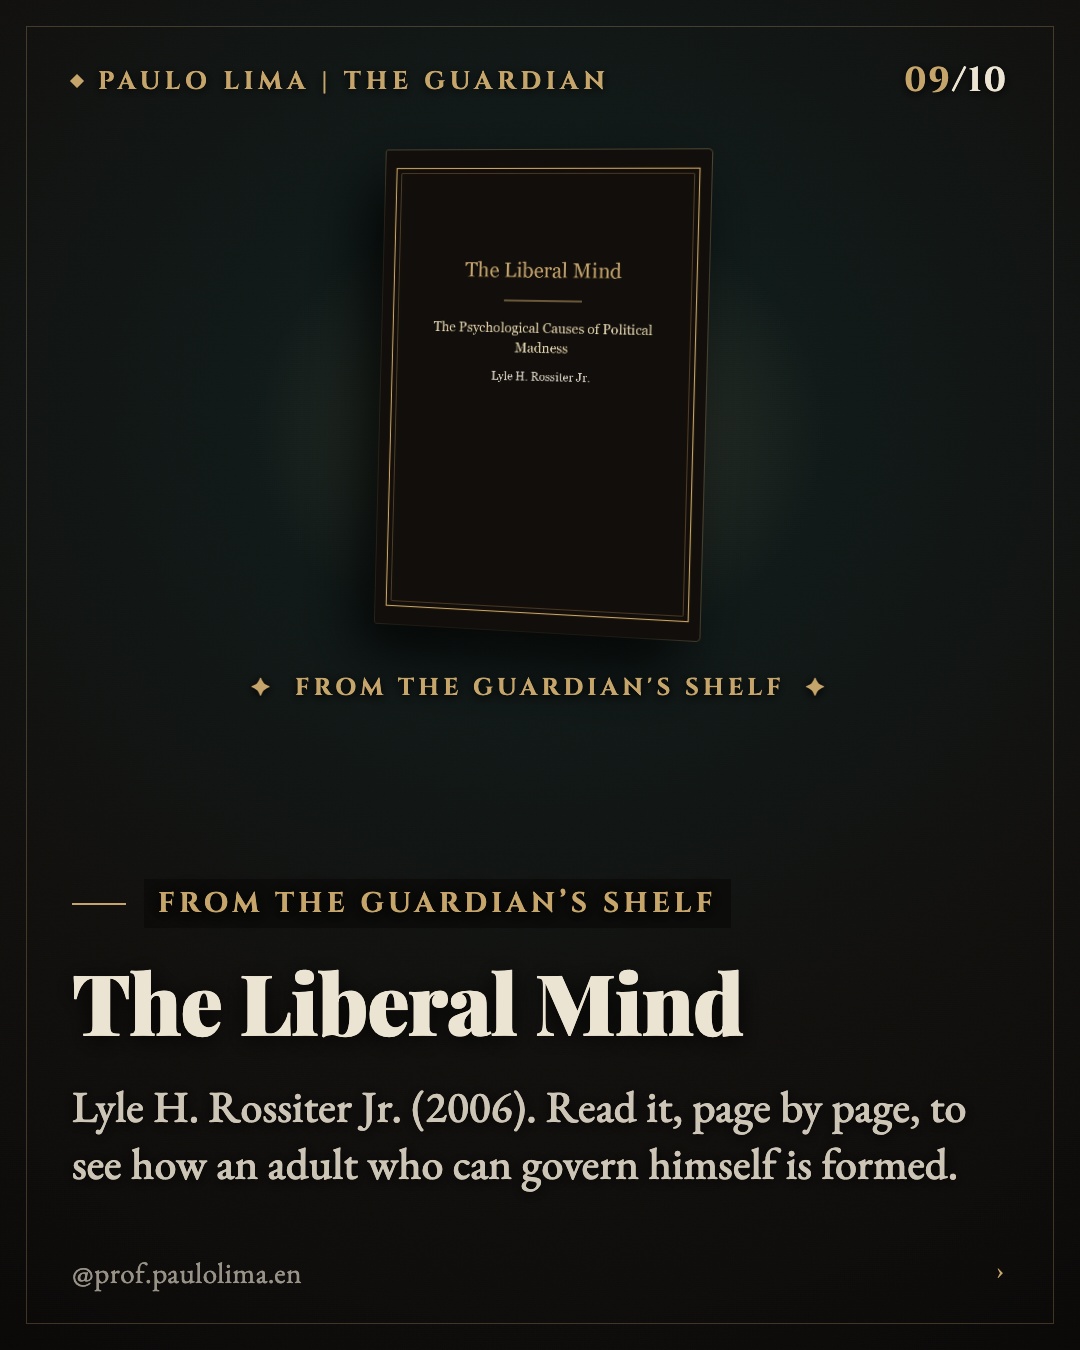 PAULO LIMA | THE GUARDIAN
09/10
The Liberal Mind
The Psychological Causes of Political
Madness
Lyle H. Rossiter Jr.
FROM THE GUARDIAN'S SHELF
FROM THE GUARDIAN’S SHELF
The Liberal Mind
Lyle H. Rossiter Jr. (2006). Read it, page by page, to
see how an adult who can govern himself is formed.
@prof.paulolima.en
›